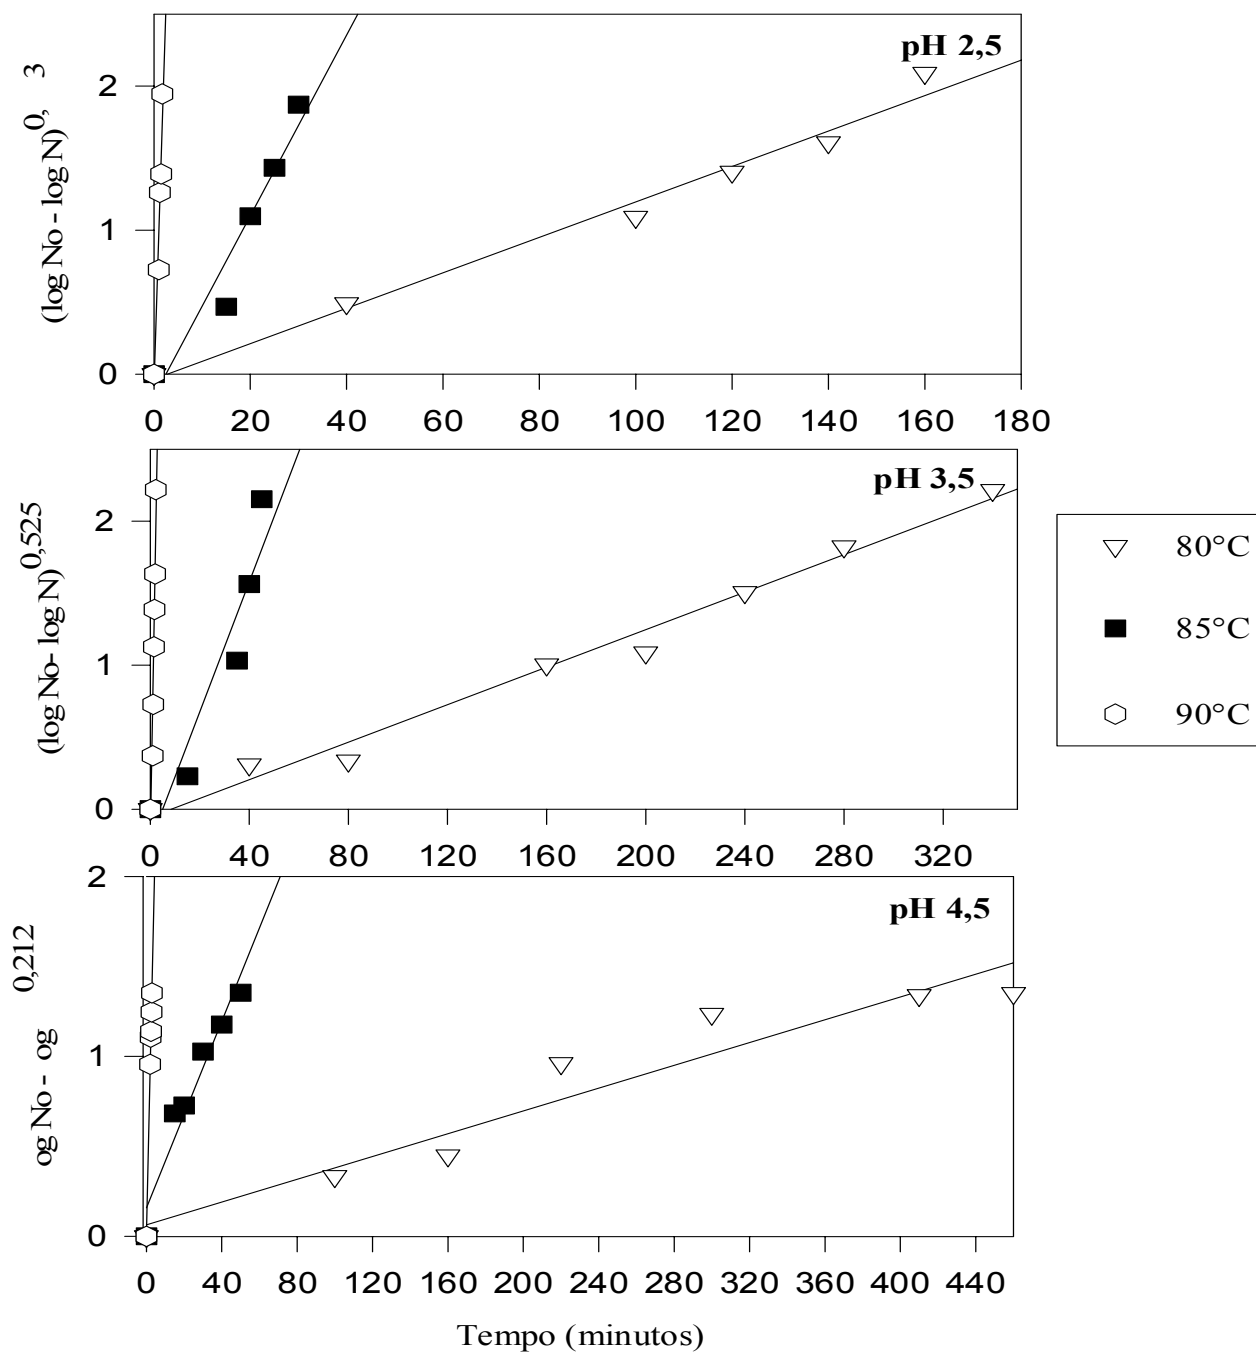 pH 2,5
(log No - log N)0, 3
2
1
0
0 20 40 60 80 100 120 140 160 180
pH 3,5
(log No- log N)0,525
2
1
0
0 40 80 120 160 200 240 280 320
80°C
85°C
90°C
pH 4,5
og No - og 0,212
2
1
0
0 40 80 120 160 200 240 280 320 360 400 440
Tempo (minutos)